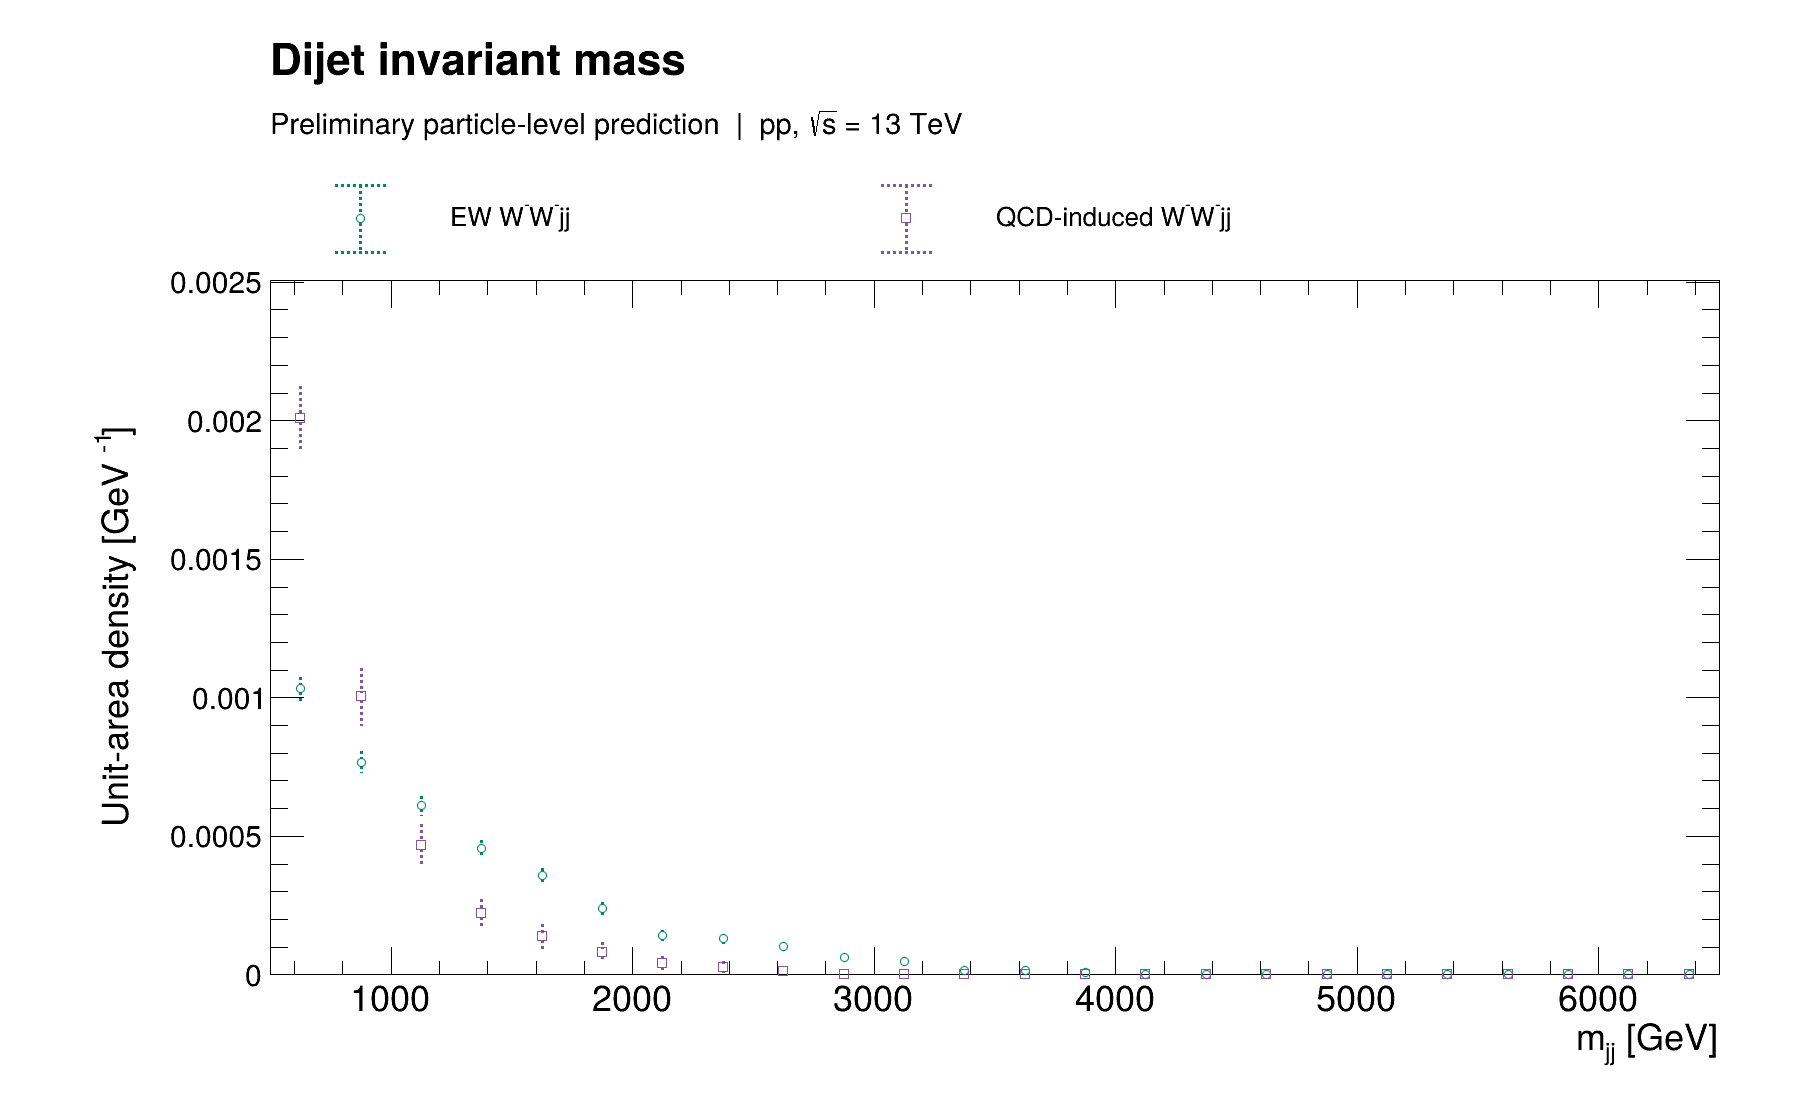 Dijet invariant mass
Preliminary particle-level prediction | pp, √s = 13 TeV
EW W⁻W⁻jj
QCD-induced W⁻W⁻jj
0.0025
0.002
0.0015
0.001
0.0005
0
Unit-area density [GeV⁻¹]
1000 2000 3000 4000 5000 6000
m_jj [GeV]